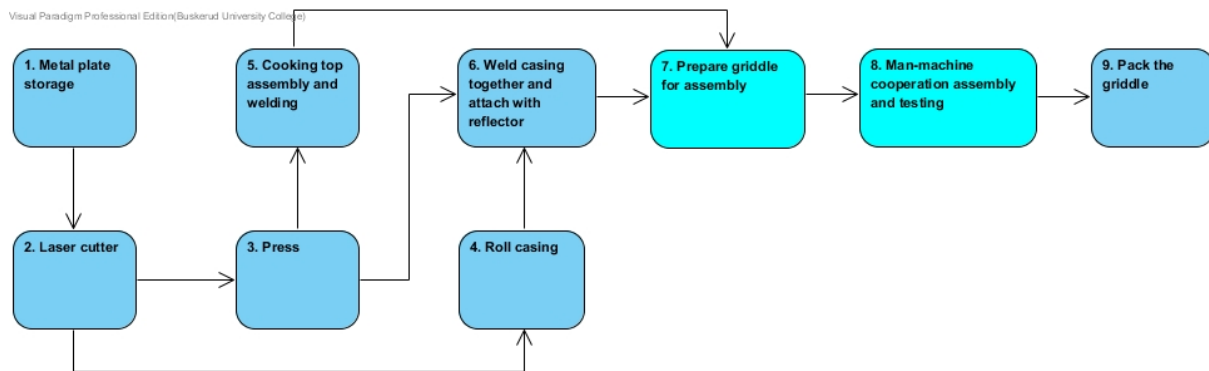 Visual Paradigm Professional Edition(Buskerud University College)
1. Metal plate
storage
5. Cooking top
assembly and
welding
6. Weld casing
together and
attach with
reflector
7. Prepare griddle
for assembly
8. Man-machine
cooperation assembly
and testing
9. Pack the
griddle
2. Laser cutter
3. Press
4. Roll casing